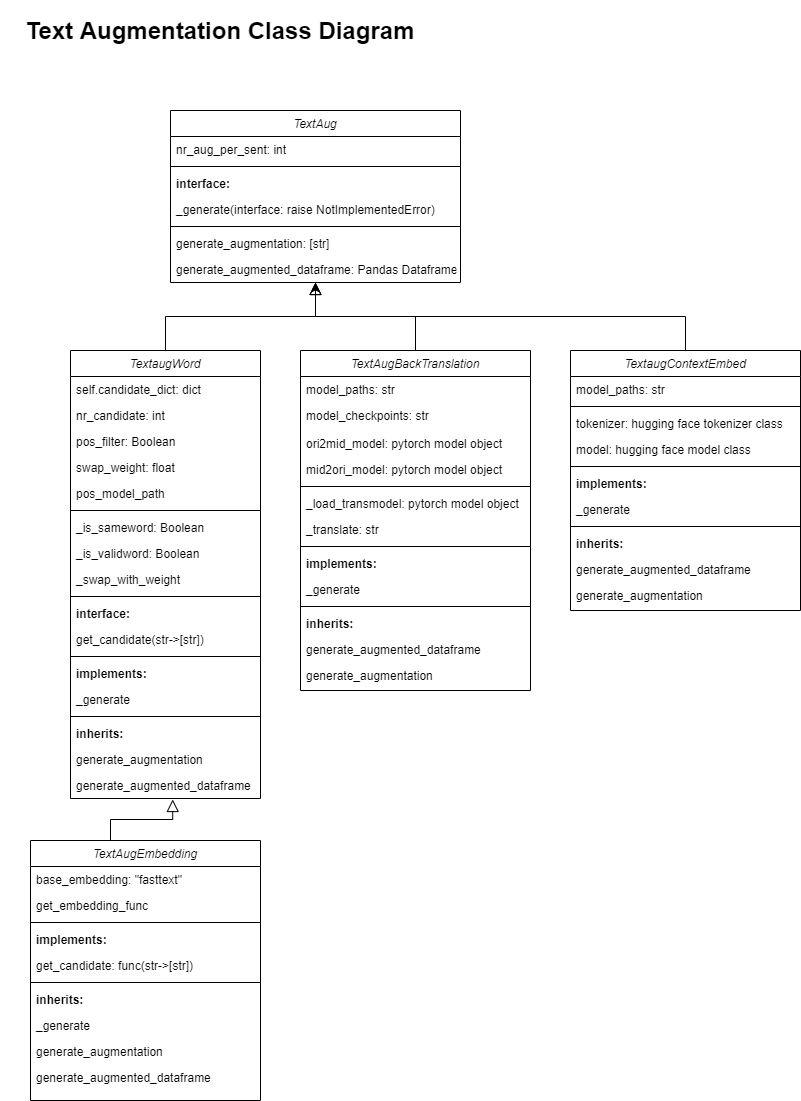 Text Augmentation Class Diagram
TextAug
nr_aug_per_sent: int
interface:
_generate(interface: raise NotImplementedError)
generate_augmentation: [str]
generate_augmented_dataframe: Pandas Dataframe
TextaugWord
self.candidate_dict: dict
nr_candidate: int
pos_filter: Boolean
swap_weight: float
pos_model_path
_is_sameword: Boolean
_is_validword: Boolean
_swap_with_weight
interface:
get_candidate(str->[str])
implements:
_generate
inherits:
generate_augmentation
generate_augmented_dataframe
TextAugBackTranslation
model_paths: str
model_checkpoints: str
ori2mid_model: pytorch model object
mid2ori_model: pytorch model object
_load_transmodel: pytorch model object
_translate: str
implements:
_generate
inherits:
generate_augmented_dataframe
generate_augmentation
TextaugContextEmbed
model_paths: str
tokenizer: hugging face tokenizer class
model: hugging face model class
implements:
_generate
inherits:
generate_augmented_dataframe
generate_augmentation
TextAugEmbedding
base_embedding: "fasttext"
get_embedding_func
implements:
get_candidate: func(str->[str])
inherits:
_generate
generate_augmentation
generate_augmented_dataframe